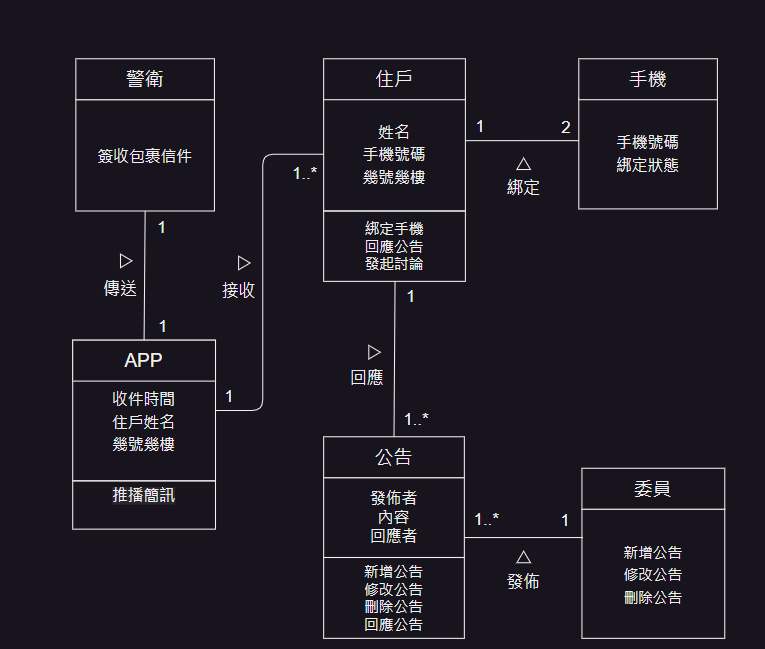 警衛
簽收包裹信件
住戶
姓名
手機號碼
幾號幾樓
綁定手機
回應公告
發起討論
手機
手機號碼
綁定狀態
1
2
綁定
1..*
1
傳送
接收
1
1
APP
收件時間
住戶姓名
幾號幾樓
推播簡訊
1
回應
1..*
公告
發佈者
內容
回應者
新增公告
修改公告
刪除公告
回應公告
1..*
1
發佈
委員
新增公告
修改公告
刪除公告